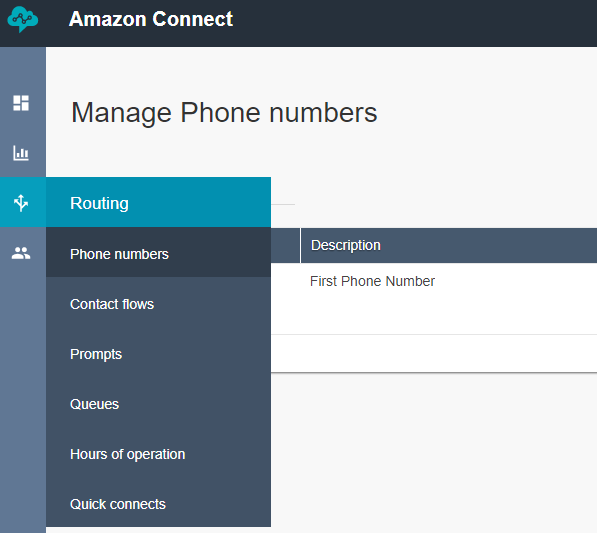 Amazon Connect
Manage Phone numbers
Routing
Phone numbers
Contact flows
Prompts
Queues
Hours of operation
Quick connects
Description
First Phone Number